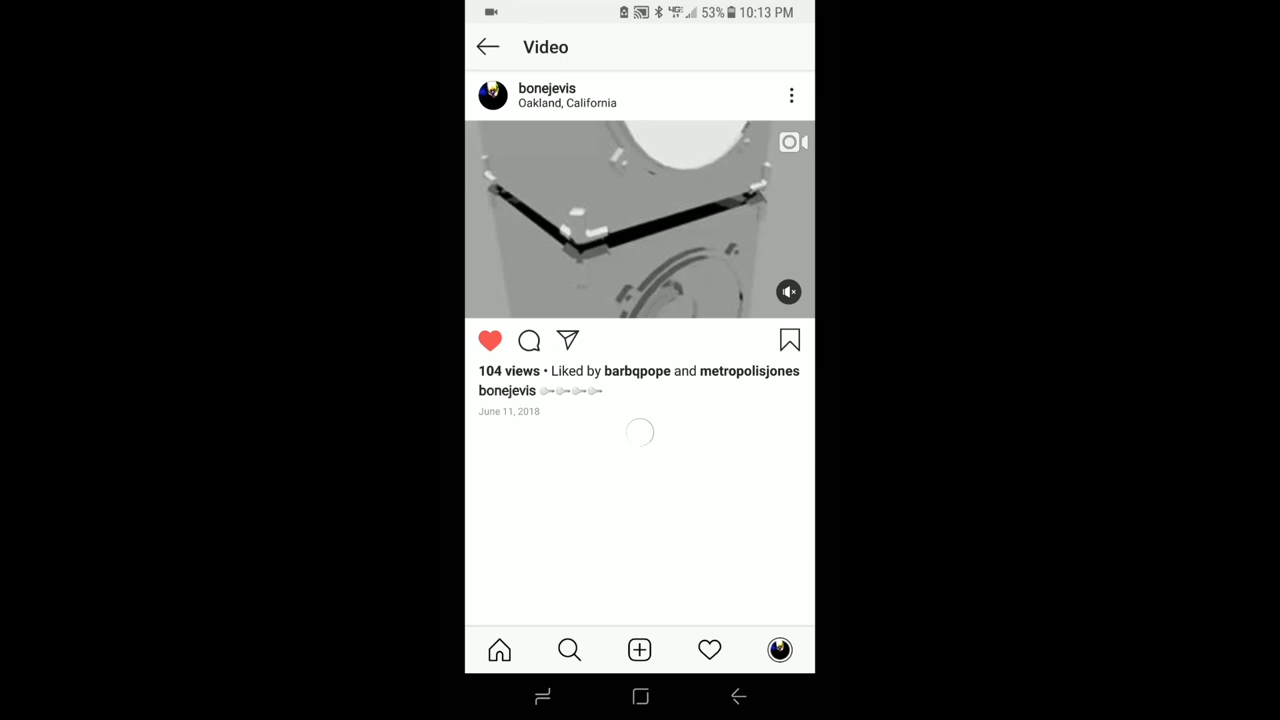 53% 10:13 PM
Video
bonejevis
Oakland, California
104 views • Liked by barbqpope and metropolisjones
bonejevis
June 11, 2018